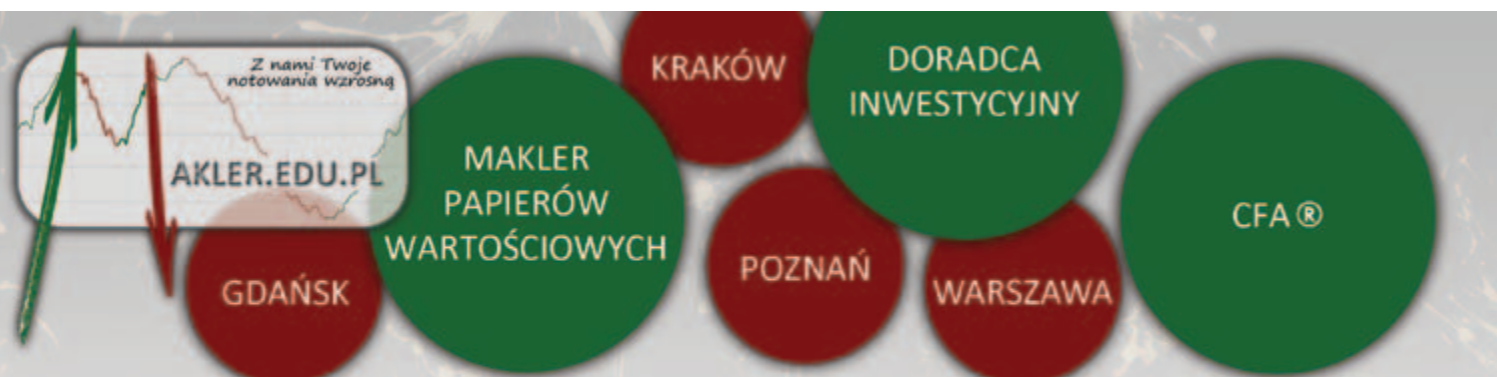 Z nami Twoje
notowania wzrosną
AKLER.EDU.PL
GDAŃSK
MAKLER
PAPIERÓW
WARTOŚCIOWYCH
KRAKÓW
DORADCA
INWESTYCYJNY
POZNAŃ
WARSZAWA
CFA ®